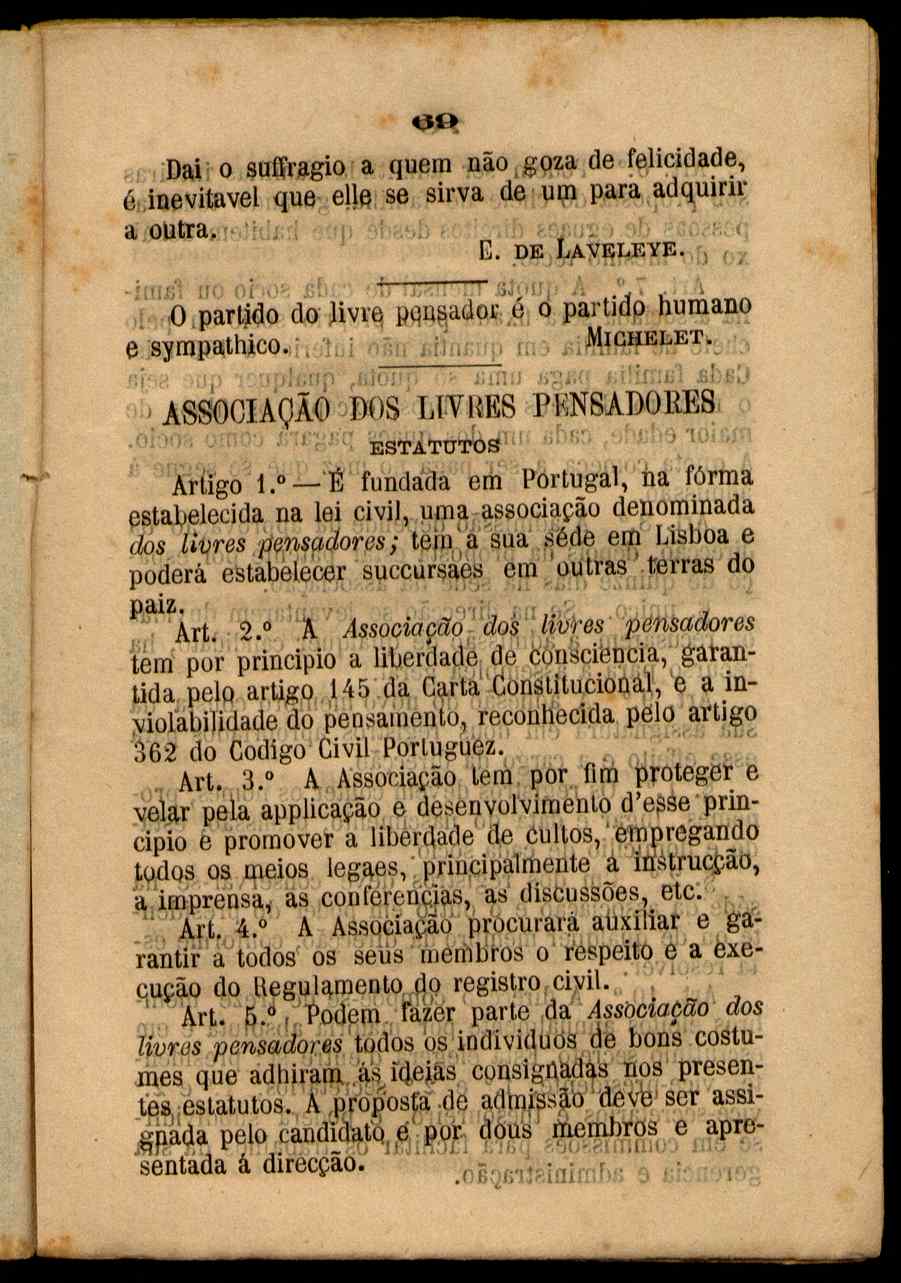 69
Dai o suffragio a quem não goza de felicidade,
é inevitavel que elle se sirva de um para adquirir
a outra.
E. DE LAVELEYE.
O partido do livre pensador é o partido humano
e sympathico.
MICHELET.
ASSOCIAÇÃO DOS LIVRES PENSADORES
ESTATUTOS
Artigo 1.º — É fundada em Portugal, na fórma
estabelecida na lei civil, uma associação denominada
dos livres pensadores; tem a sua séde em Lisboa e
poderá estabelecer succursaes em outras terras do
paiz.
Art. 2.º A Associação dos livres pensadores
tem por principio a liberdade de consciencia, garan-
tida pelo artigo 145 da Carta Constitucional, e a in-
violabilidade do pensamento, reconhecida pelo artigo
362 do Codigo Civil Portuguez.
Art. 3.º A Associação tem por fim proteger e
velar pela applicação e desenvolvimento d'esse prin-
cipio e promover a liberdade de cultos, empregando
todos os meios legaes, principalmente a instrucção,
a imprensa, as conferencias, as discussões, etc.
Art. 4.º A Associação procurará auxiliar e ga-
rantir a todos os seus membros o respeito e a exe-
cução do Regulamento do registro civil.
Art. 5.º Podem fazer parte da Associação dos
livres pensadores todos os individuos de bons costu-
mes que adhiram ás ideias consignadas nos presen-
tes estatutos. A proposta de admissão deve ser assi-
gnada pelo candidato e por dous membros e apre-
sentada á direcção.